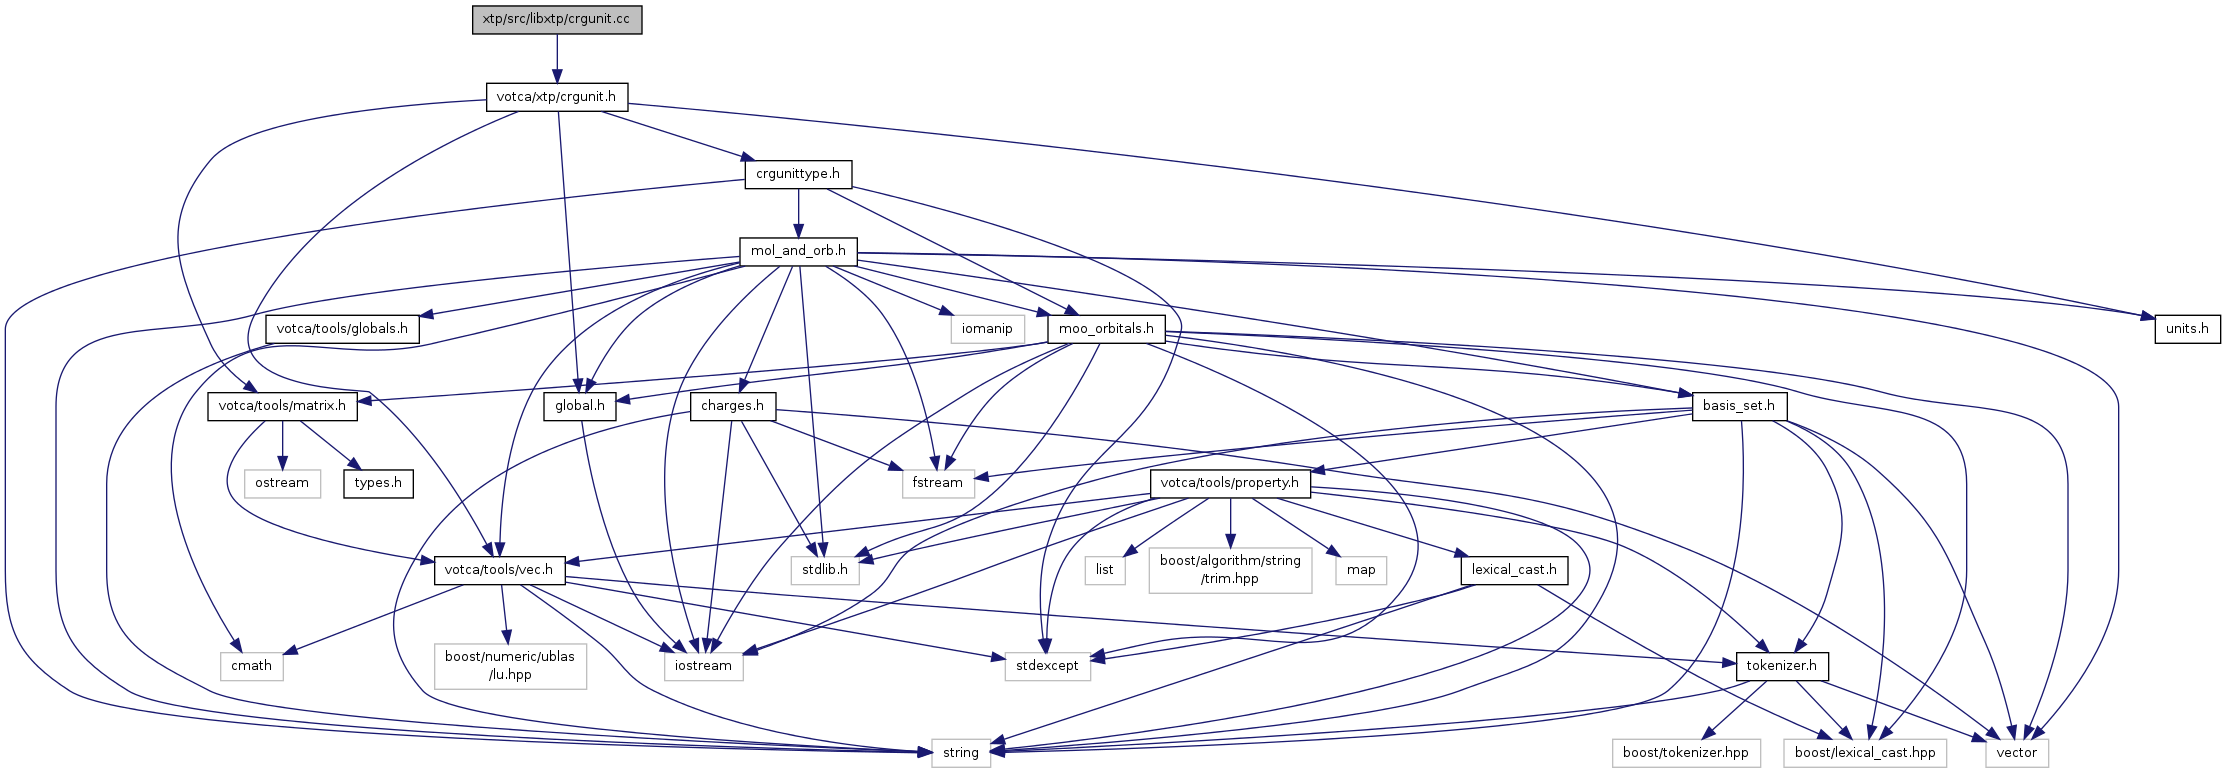 xtp/src/libxtp/crgunit.cc
votca/xtp/crgunit.h
crgunittype.h
mol_and_orb.h
votca/tools/globals.h
iomanip
moo_orbitals.h
units.h
votca/tools/matrix.h
global.h
charges.h
basis_set.h
ostream
types.h
fstream
votca/tools/property.h
votca/tools/vec.h
stdlib.h
list
boost/algorithm/string
/trim.hpp
map
lexical_cast.h
cmath
boost/numeric/ublas
/lu.hpp
iostream
stdexcept
tokenizer.h
string
boost/tokenizer.hpp
boost/lexical_cast.hpp
vector